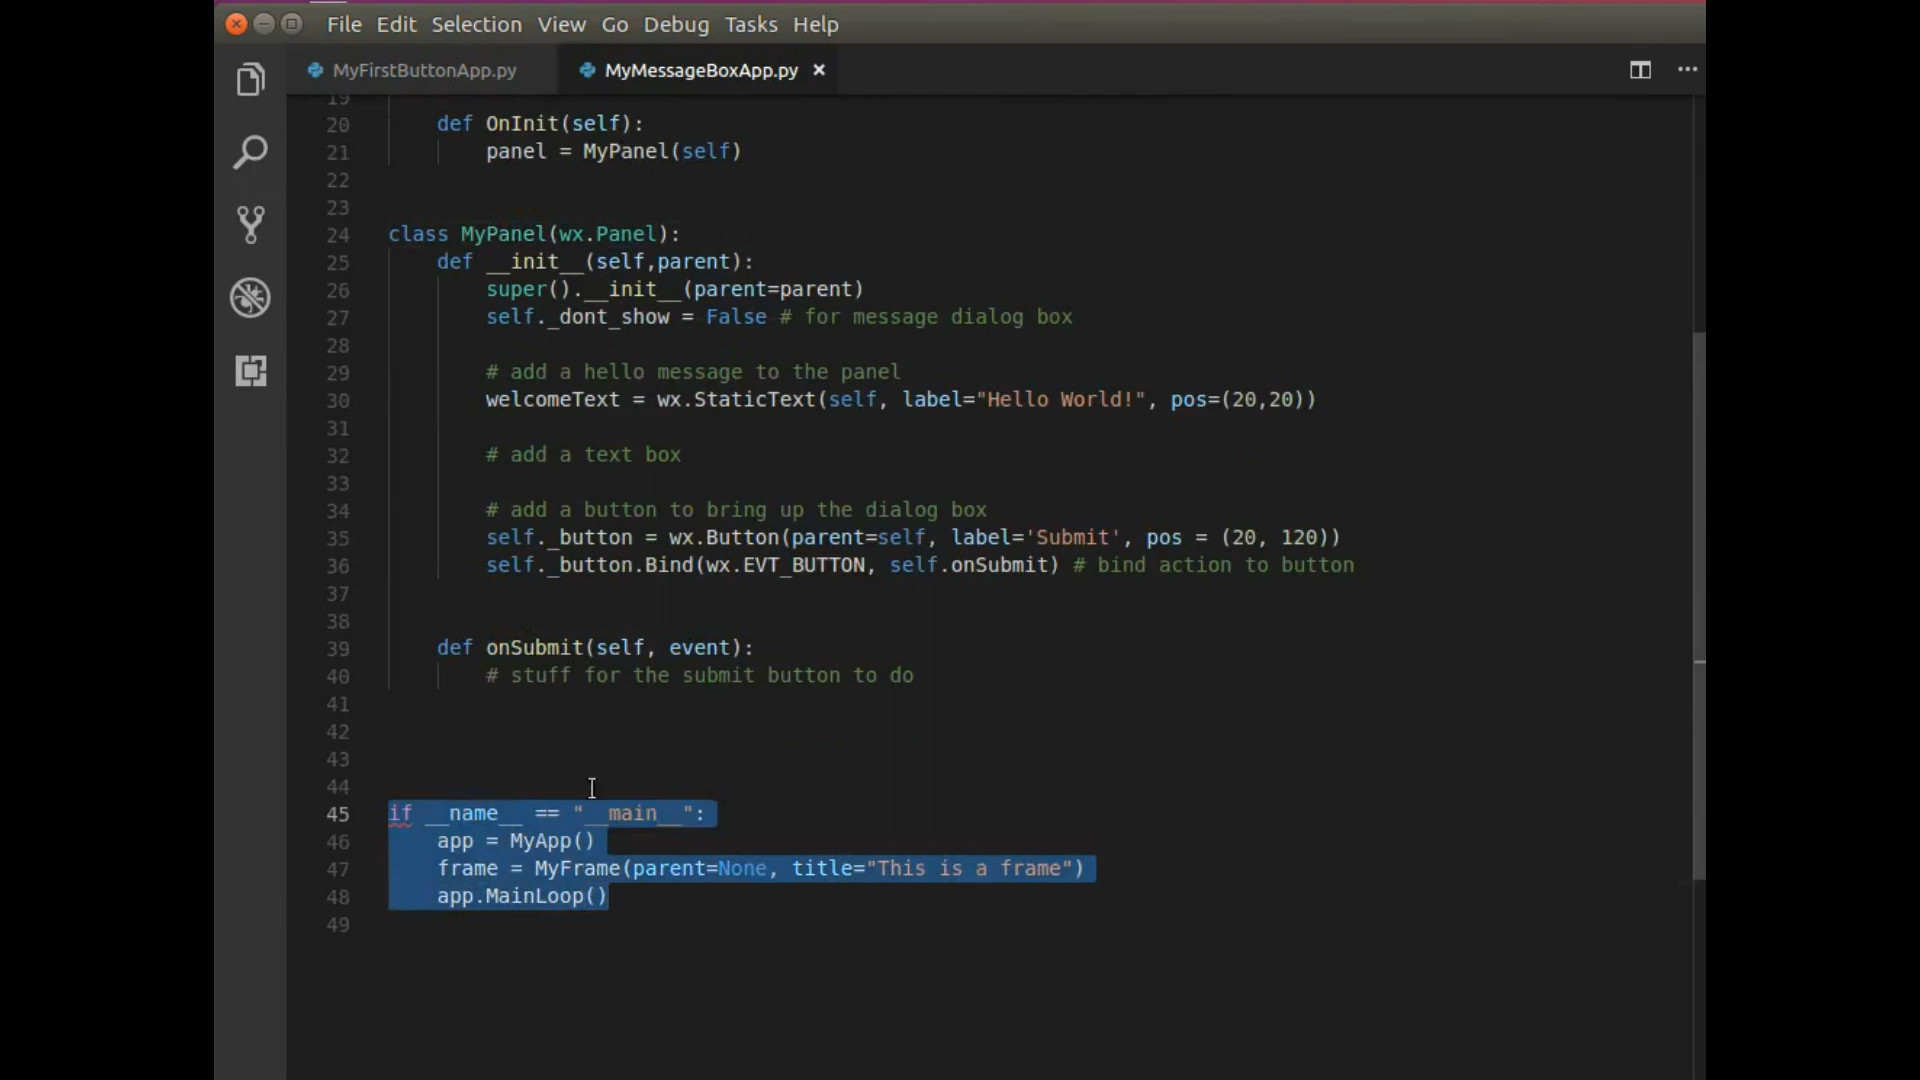 File Edit Selection View Go Debug Tasks Help
MyFirstButtonApp.py MyMessageBoxApp.py
19
20 def OnInit(self):
21 panel = MyPanel(self)
22
23
24 class MyPanel(wx.Panel):
25 def __init__(self,parent):
26 super().__init__(parent=parent)
27 self._dont_show = False # for message dialog box
28
29 # add a hello message to the panel
30 welcomeText = wx.StaticText(self, label="Hello World!", pos=(20,20))
31
32 # add a text box
33
34 # add a button to bring up the dialog box
35 self._button = wx.Button(parent=self, label='Submit', pos = (20, 120))
36 self._button.Bind(wx.EVT_BUTTON, self.onSubmit) # bind action to button
37
38
39 def onSubmit(self, event):
40 # stuff for the submit button to do
41
42
43
44
45 if __name__ == "__main__":
46 app = MyApp()
47 frame = MyFrame(parent=None, title="This is a frame")
48 app.MainLoop()
49